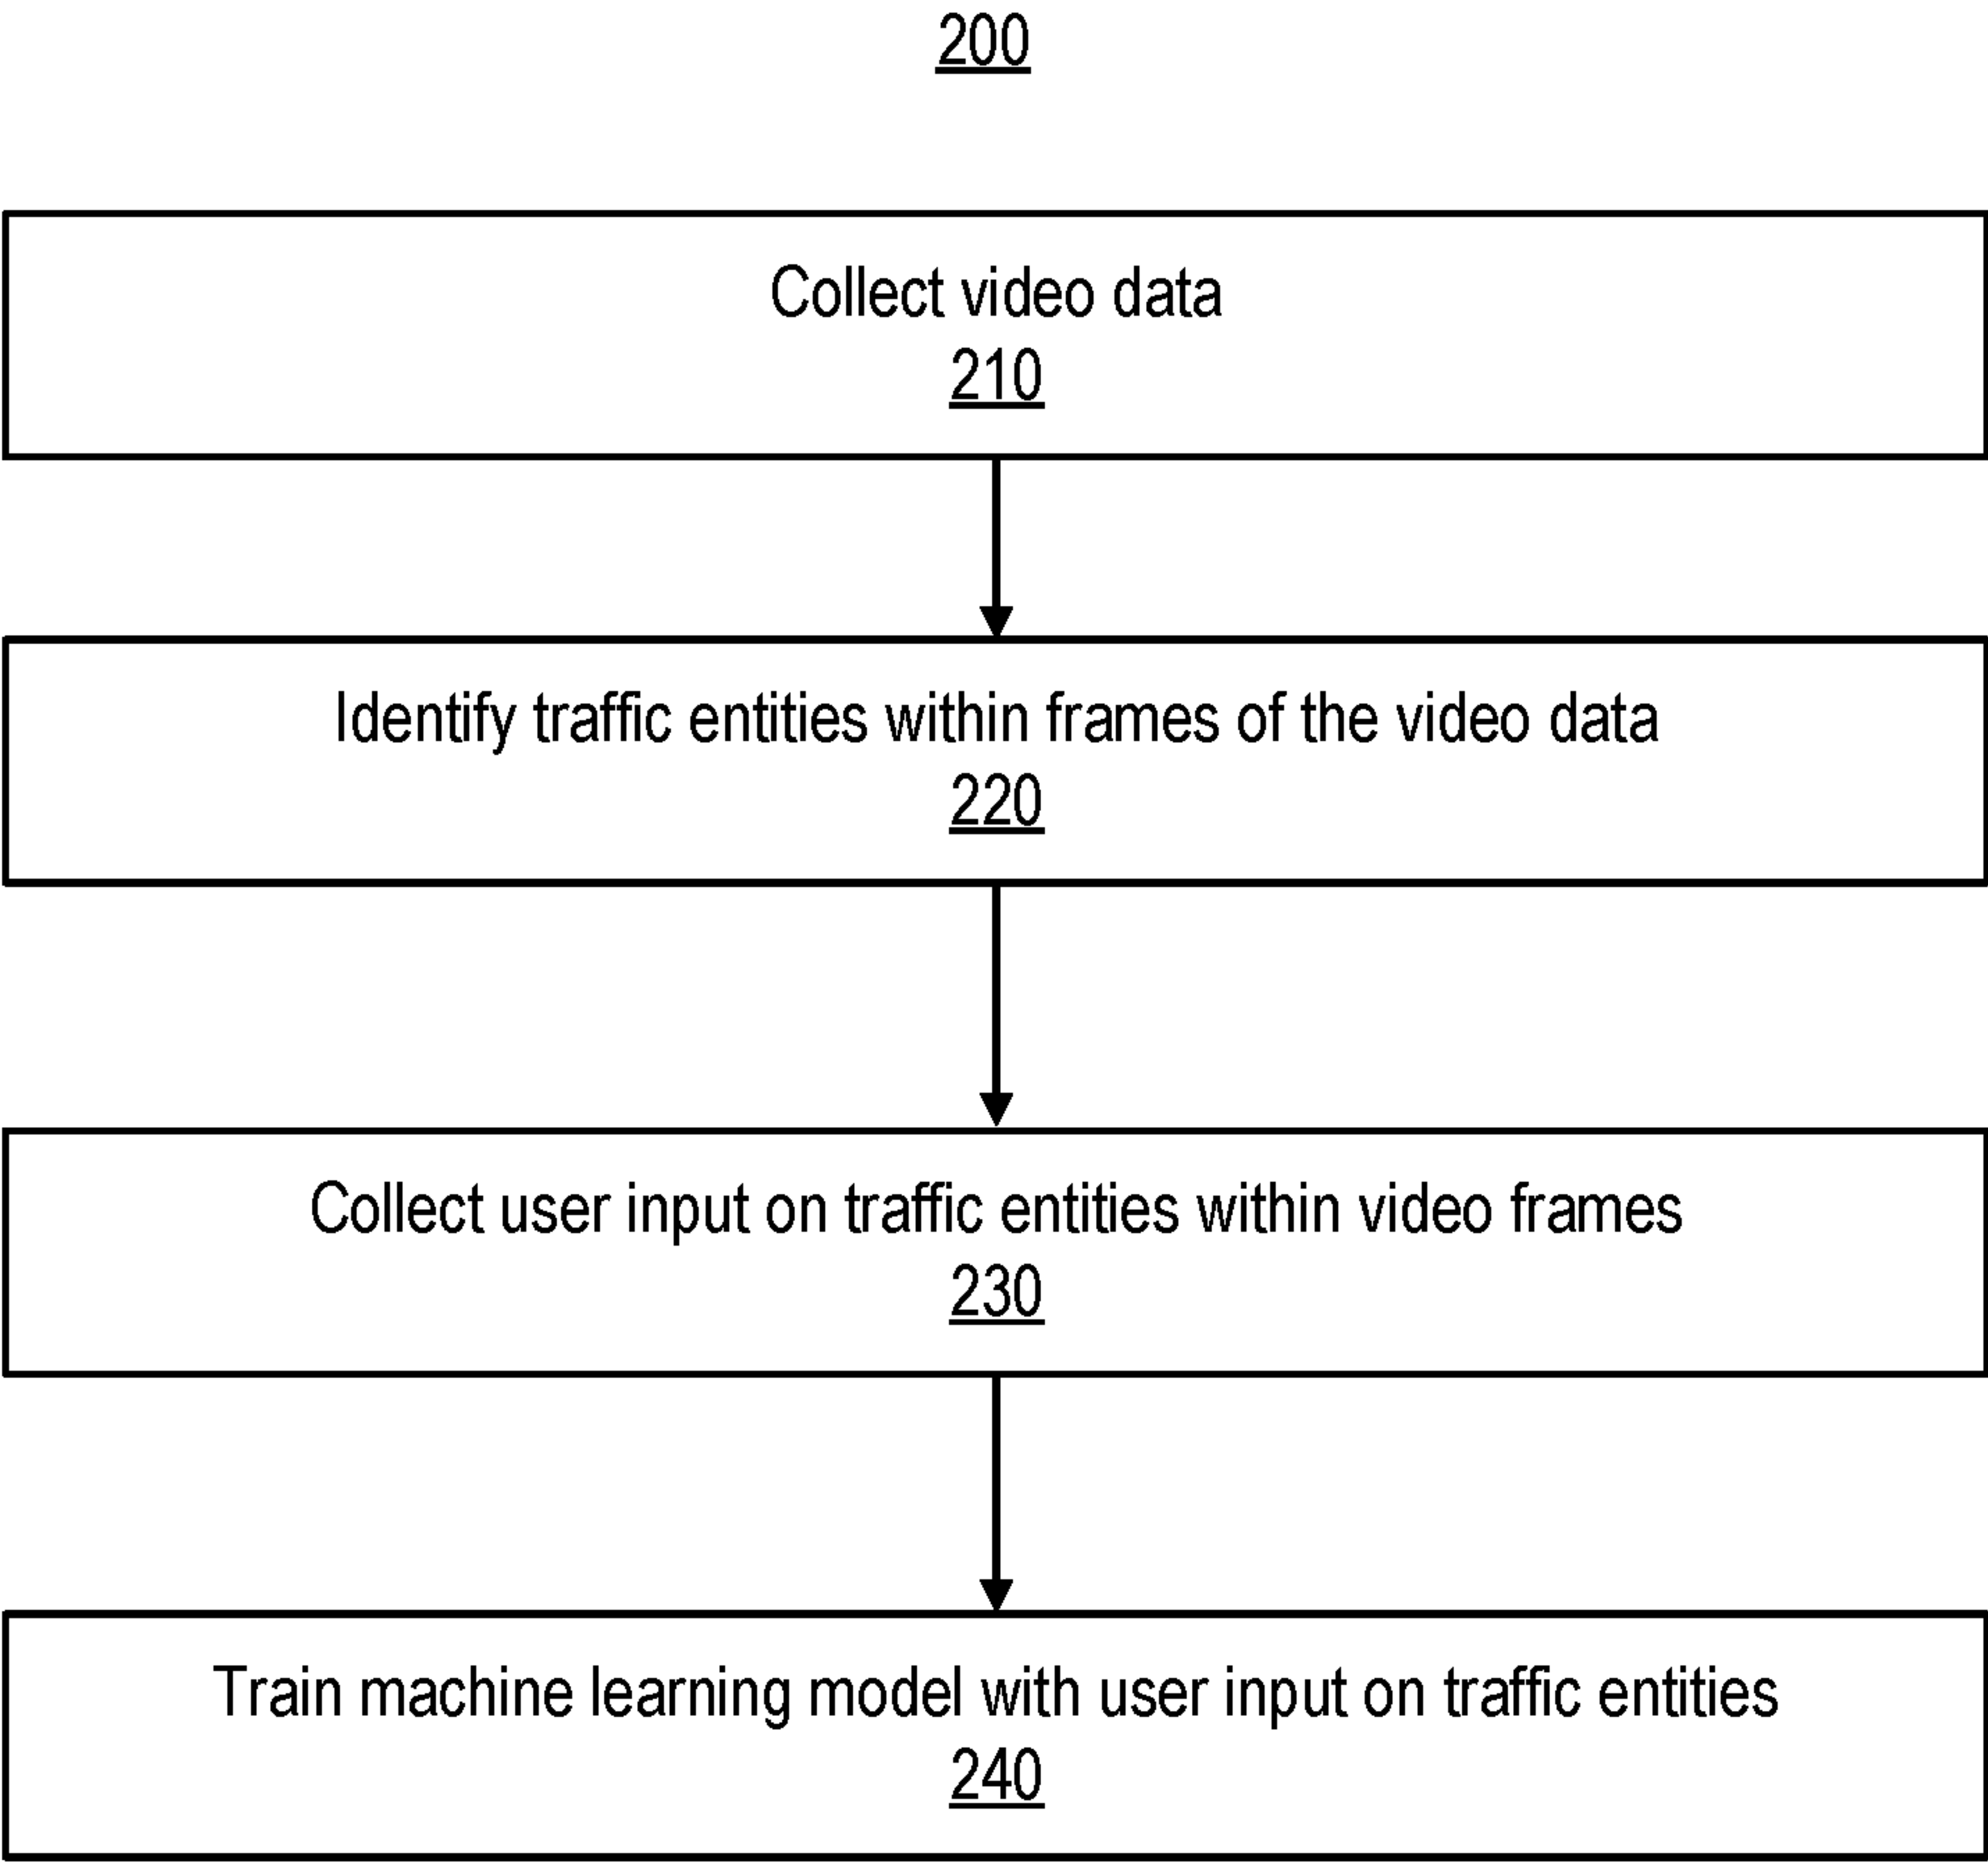 200
Collect video data
210
Identify traffic entities within frames of the video data
220
Collect user input on traffic entities within video frames
230
Train machine learning model with user input on traffic entities
240